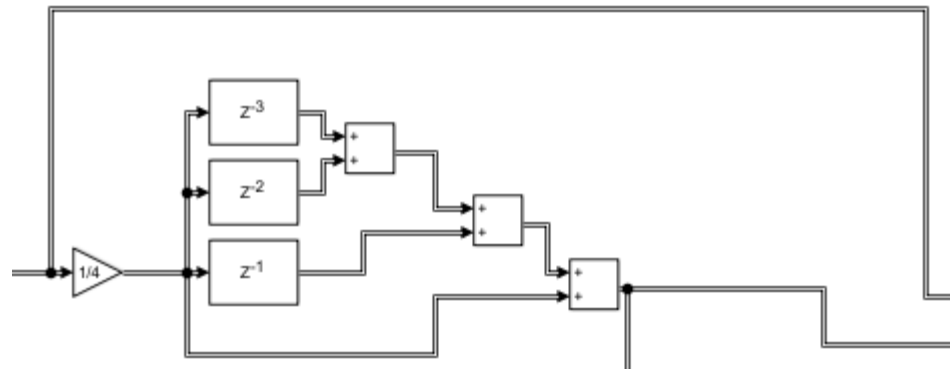 Z⁻³
+
+
Z⁻²
+
+
1/4
Z⁻¹
+
+